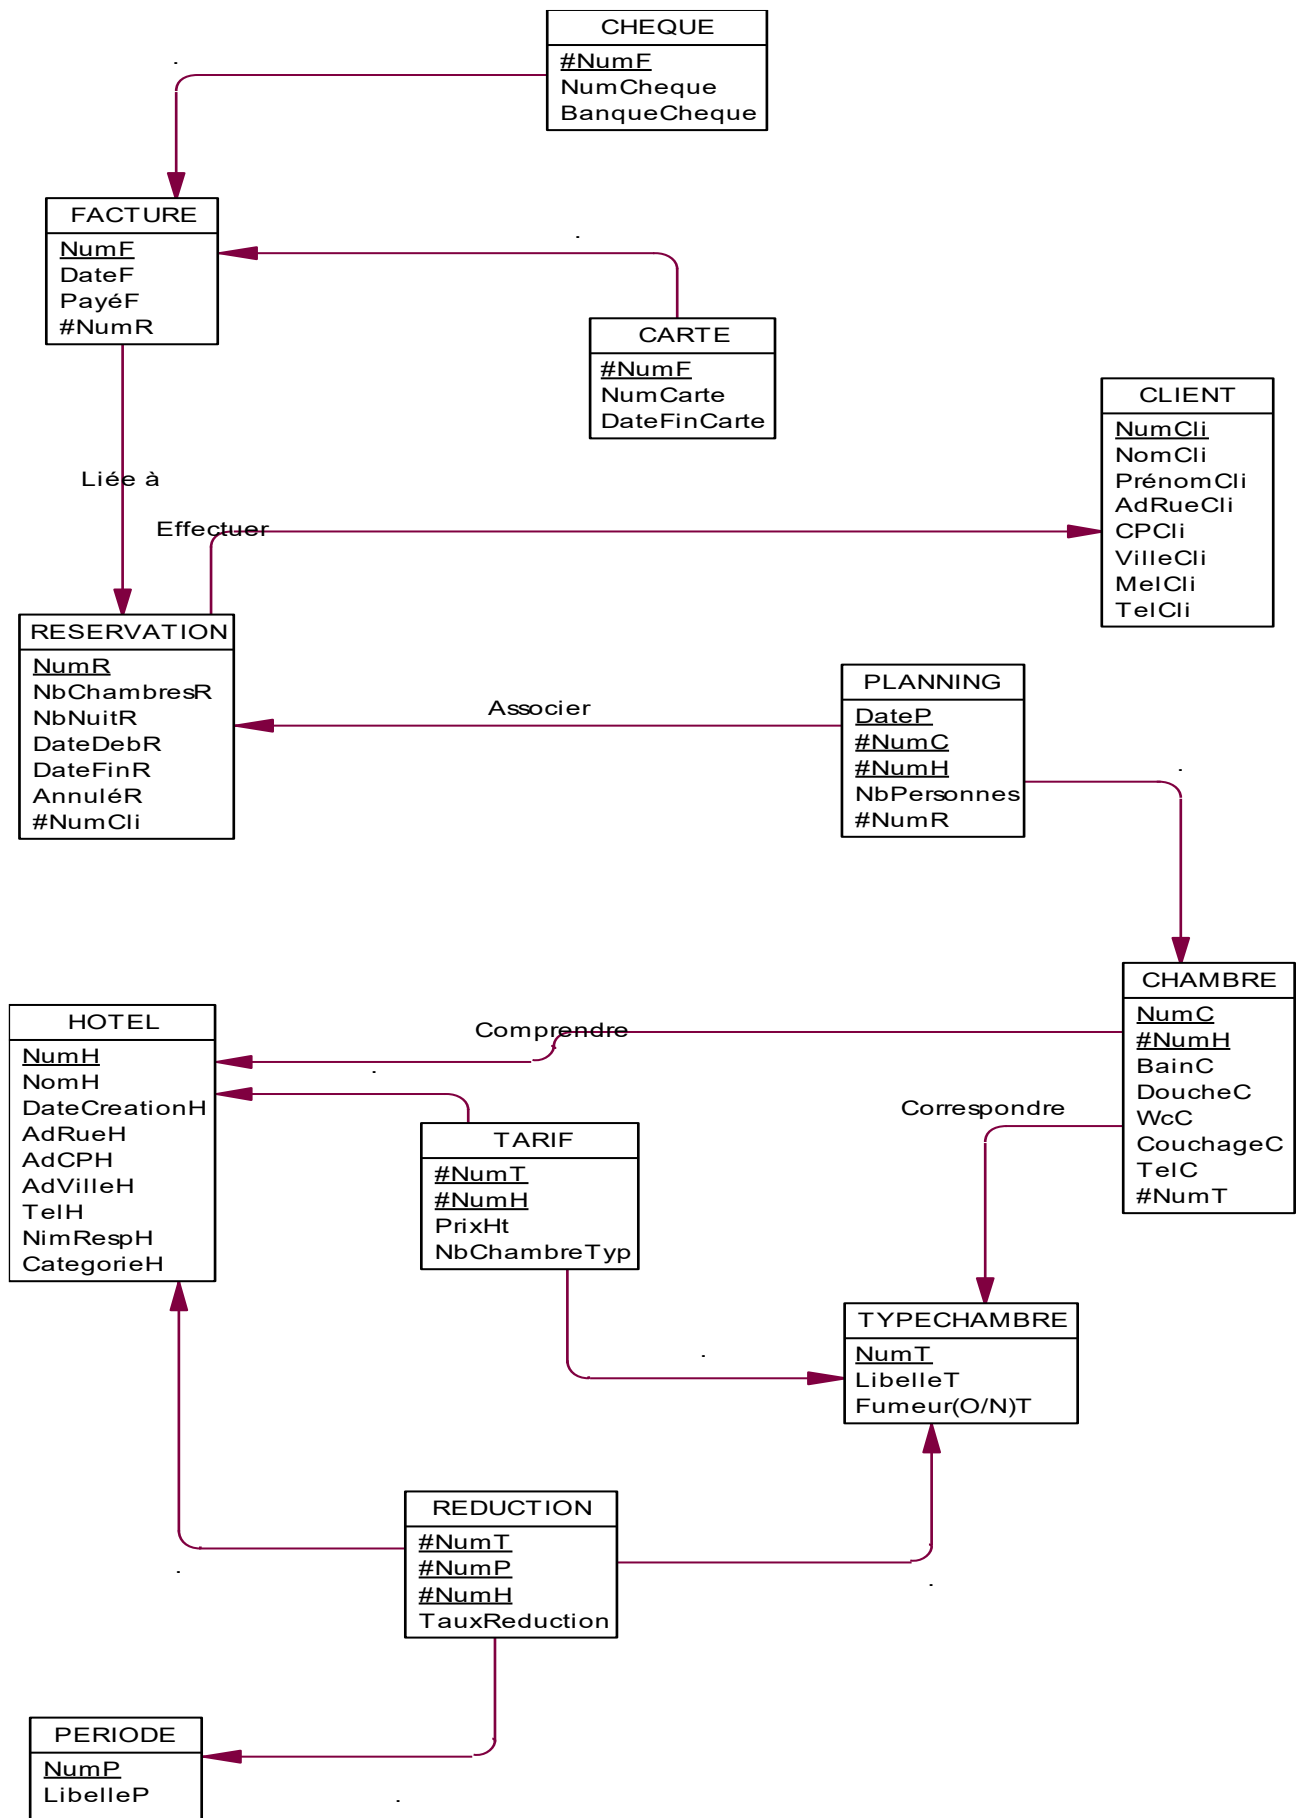 CHEQUE
#NumF
NumCheque
BanqueCheque
FACTURE
NumF
DateF
PayéF
#NumR
CARTE
#NumF
NumCarte
DateFinCarte
CLIENT
NumCli
NomCli
PrénomCli
AdRueCli
CPCli
VilleCli
MelCli
TelCli
Liée à
Effectuer
RESERVATION
NumR
NbChambresR
NbNuitR
DateDebR
DateFinR
AnnuléR
#NumCli
Associer
PLANNING
DateP
#NumC
#NumH
NbPersonnes
#NumR
CHAMBRE
NumC
#NumH
BainC
DoucheC
WcC
CouchageC
TelC
#NumT
HOTEL
NumH
NomH
DateCreationH
AdRueH
AdCPH
AdVilleH
TelH
NimRespH
CategorieH
Comprendre
Correspondre
TARIF
#NumT
#NumH
PrixHt
NbChambreTyp
TYPECHAMBRE
NumT
LibelleT
Fumeur(O/N)T
REDUCTION
#NumT
#NumP
#NumH
TauxReduction
PERIODE
NumP
LibelleP